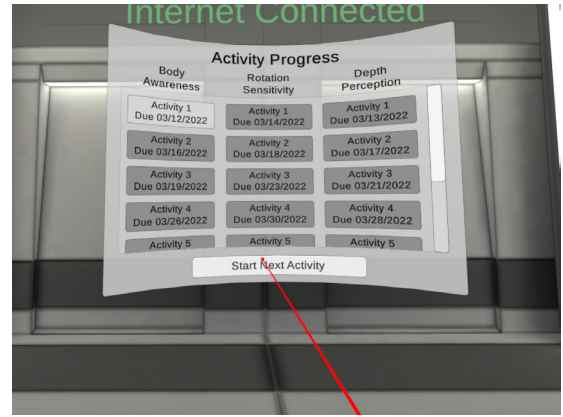 Internet Connected
Activity Progress
Body
Awareness
Rotation
Sensitivity
Depth
Perception
Activity 1
Due 03/12/2022
Activity 1
Due 03/14/2022
Activity 1
Due 03/13/2022
Activity 2
Due 03/16/2022
Activity 2
Due 03/18/2022
Activity 2
Due 03/17/2022
Activity 3
Due 03/19/2022
Activity 3
Due 03/23/2022
Activity 3
Due 03/21/2022
Activity 4
Due 03/26/2022
Activity 4
Due 03/30/2022
Activity 4
Due 03/28/2022
Activity 5
Activity 5
Activity 5
Start Next Activity